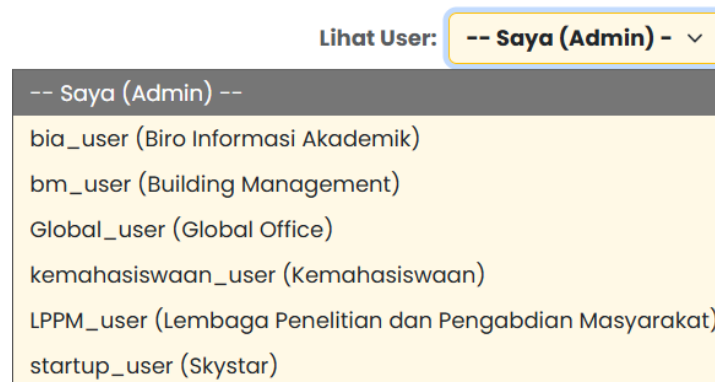 Lihat User: -- Saya (Admin) -
-- Saya (Admin) --
bia_user (Biro Informasi Akademik)
bm_user (Building Management)
Global_user (Global Office)
kemahasiswaan_user (Kemahasiswaan)
LPPM_user (Lembaga Penelitian dan Pengabdian Masyarakat)
startup_user (Skystar)